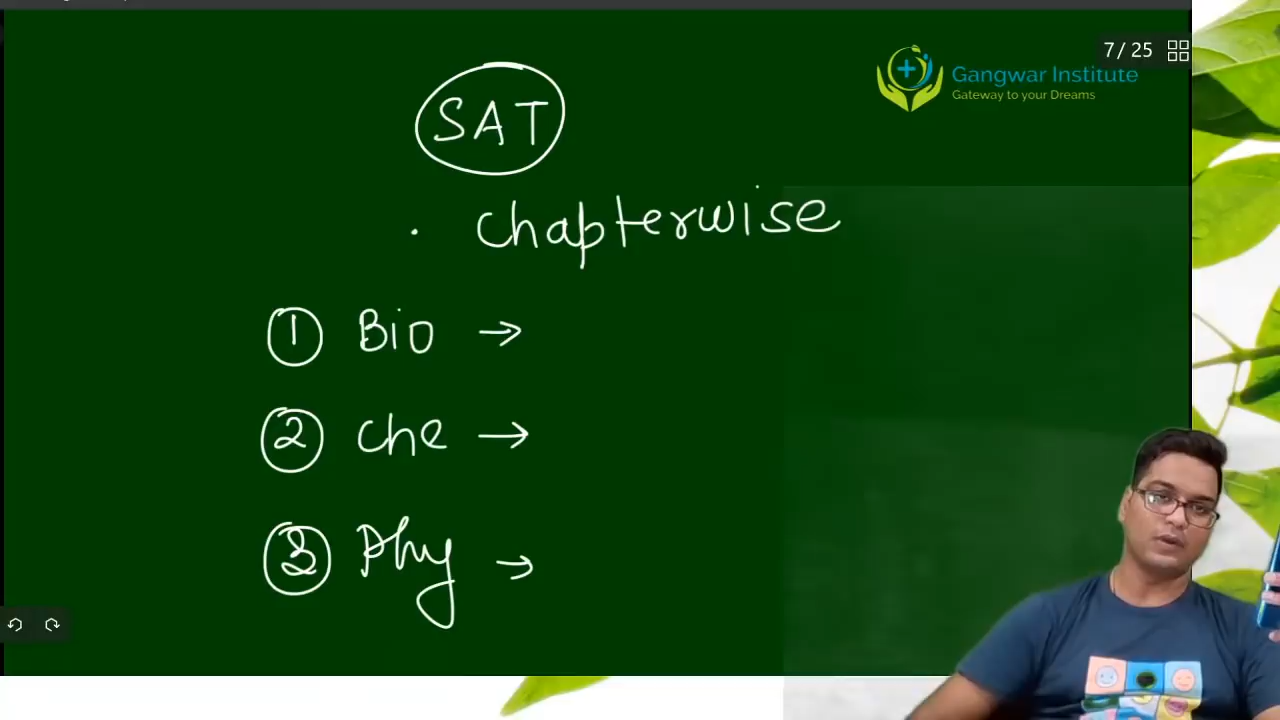 7 / 25
Gangwar Institute
Gateway to your Dreams
SAT
. Chapterwise
① Bio →
② Che →
③ Phy →